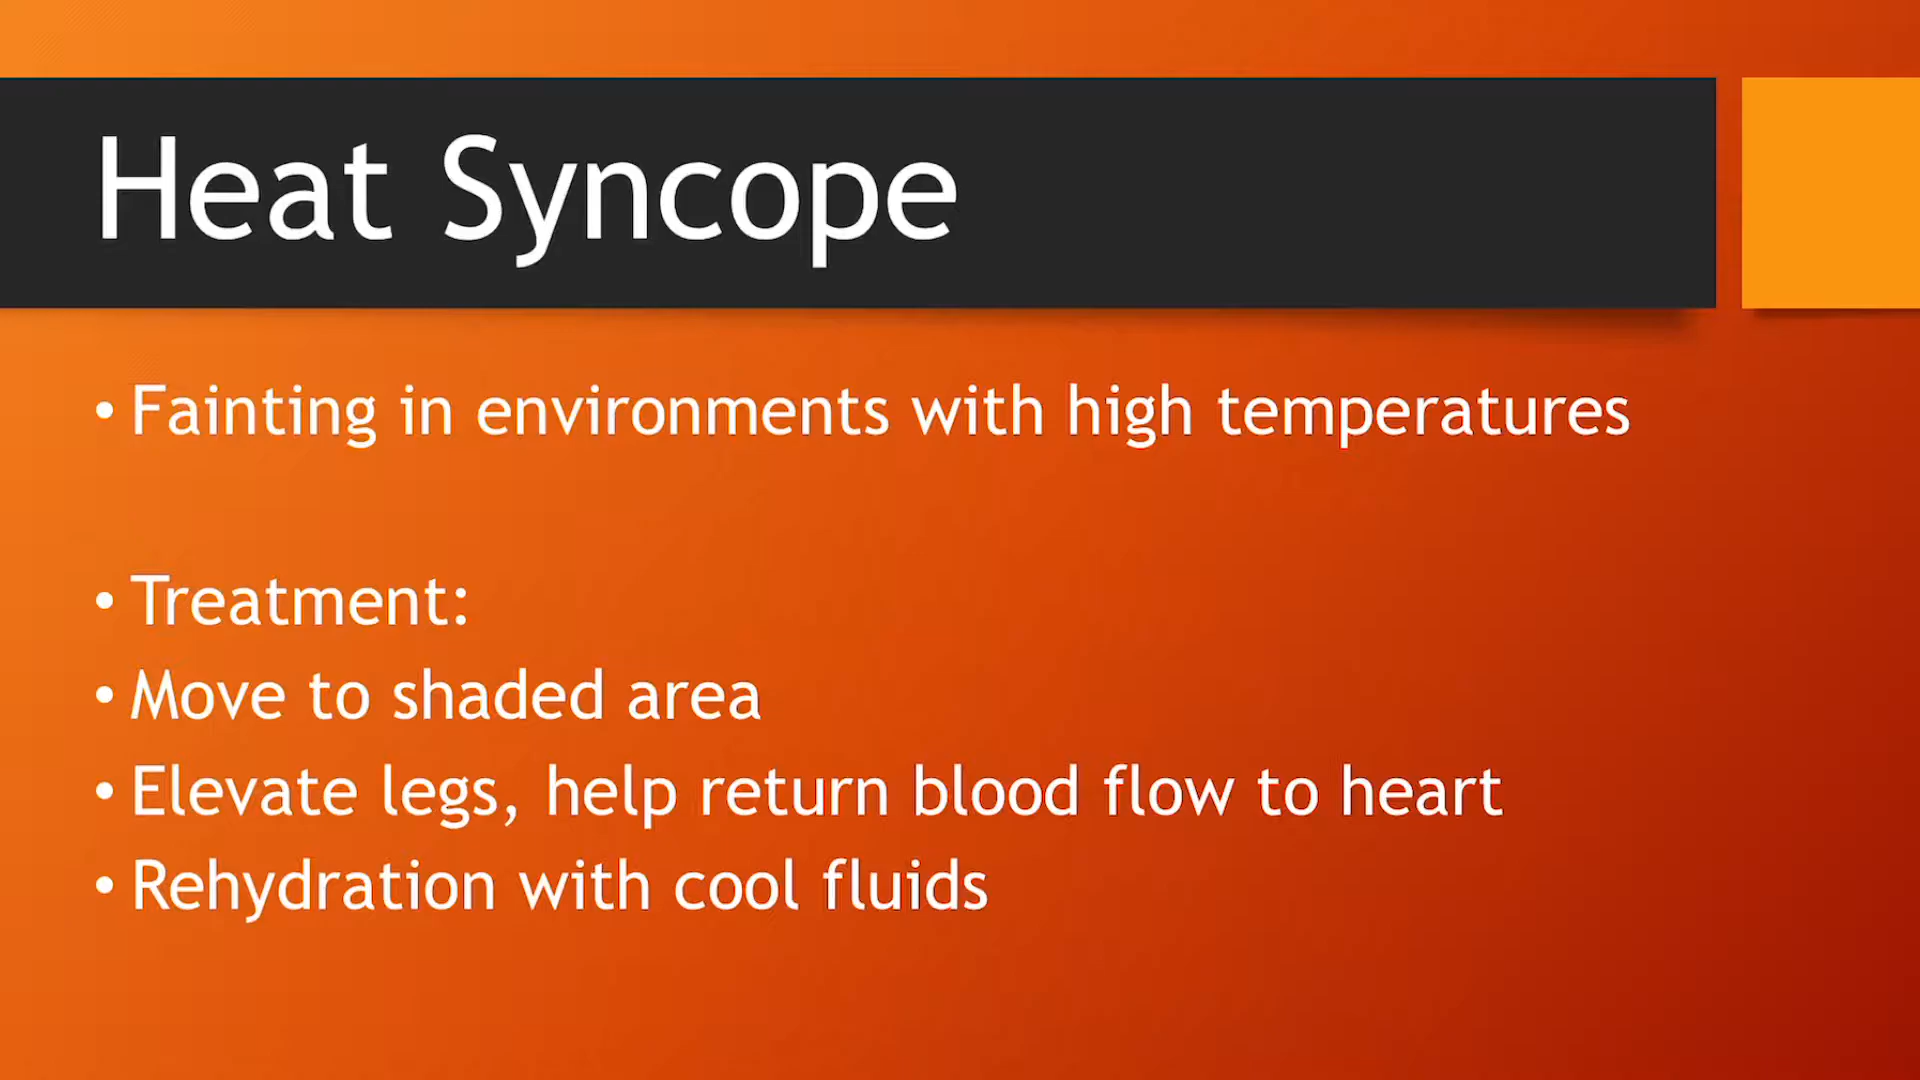 Heat Syncope
• Fainting in environments with high temperatures
• Treatment:
• Move to shaded area
• Elevate legs, help return blood flow to heart
• Rehydration with cool fluids